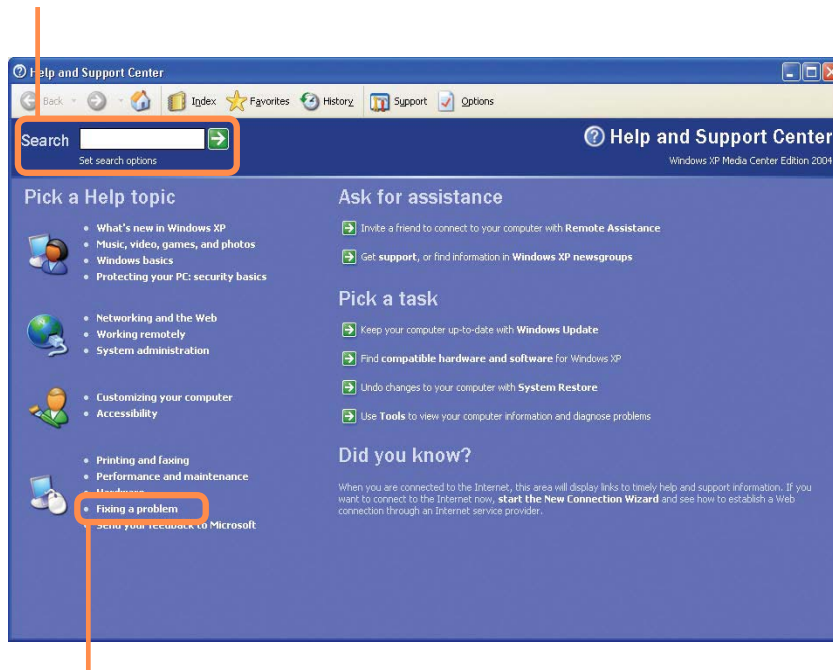 Help and Support Center
Back
Index
Favorites
History
Support
Options
Search
Set search options
Help and Support Center
Windows XP Media Center Edition 2004
Pick a Help topic
What's new in Windows XP
Music, video, games, and photos
Windows basics
Protecting your PC: security basics
Networking and the Web
Working remotely
System administration
Customizing your computer
Accessibility
Printing and faxing
Performance and maintenance
Hardware
Fixing a problem
Send your feedback to Microsoft
Ask for assistance
Invite a friend to connect to your computer with Remote Assistance
Get support, or find information in Windows XP newsgroups
Pick a task
Keep your computer up-to-date with Windows Update
Find compatible hardware and software for Windows XP
Undo changes to your computer with System Restore
Use Tools to view your computer information and diagnose problems
Did you know?
When you are connected to the Internet, this area will display links to timely help and support information. If you
want to connect to the Internet now, start the New Connection Wizard and see how to establish a Web
connection through an Internet service provider.